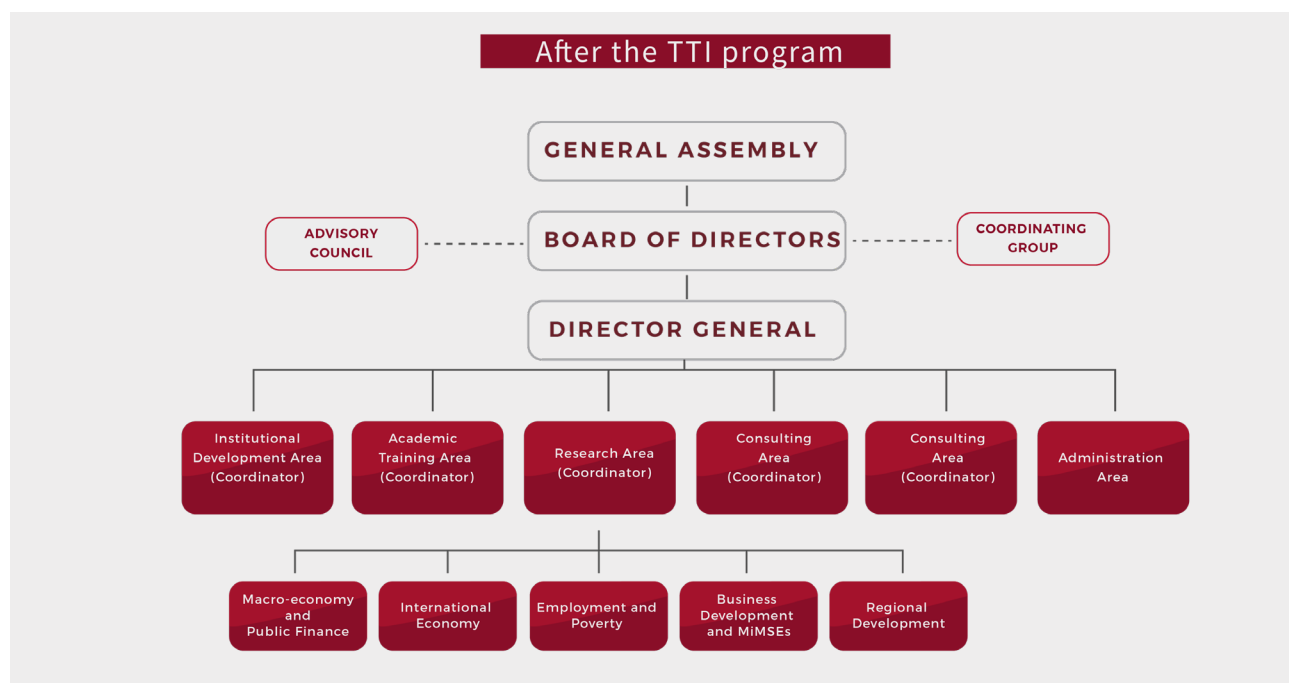 After the TTI program
GENERAL ASSEMBLY
ADVISORY
COUNCIL
BOARD OF DIRECTORS
COORDINATING
GROUP
DIRECTOR GENERAL
Institutional
Development Area
(Coordinator)
Academic
Training Area
(Coordinator)
Research Area
(Coordinator)
Consulting
Area
(Coordinator)
Consulting
Area
(Coordinator)
Administration
Area
Macro-economy
and
Public Finance
International
Economy
Employment and
Poverty
Business
Development
and MiMSEs
Regional
Development